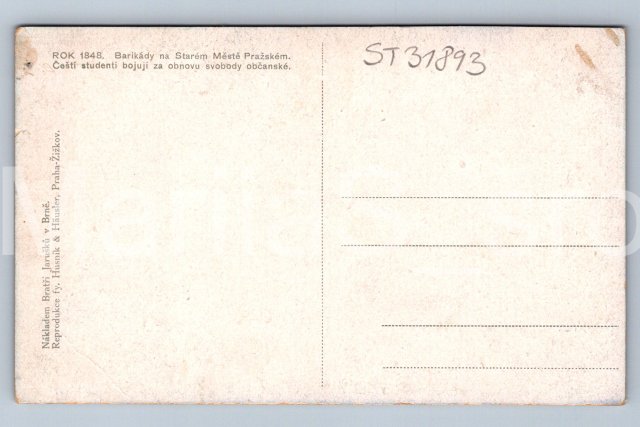 ROK 1848. Barikády na Starém Městě Pražském.
Čeští studenti bojují za obnovu svobody občanské.
ST31893
Nákladem Bratří Jarušků v Brně.
Reprodukce fy. Husník & Häusler, Praha-Žižkov.